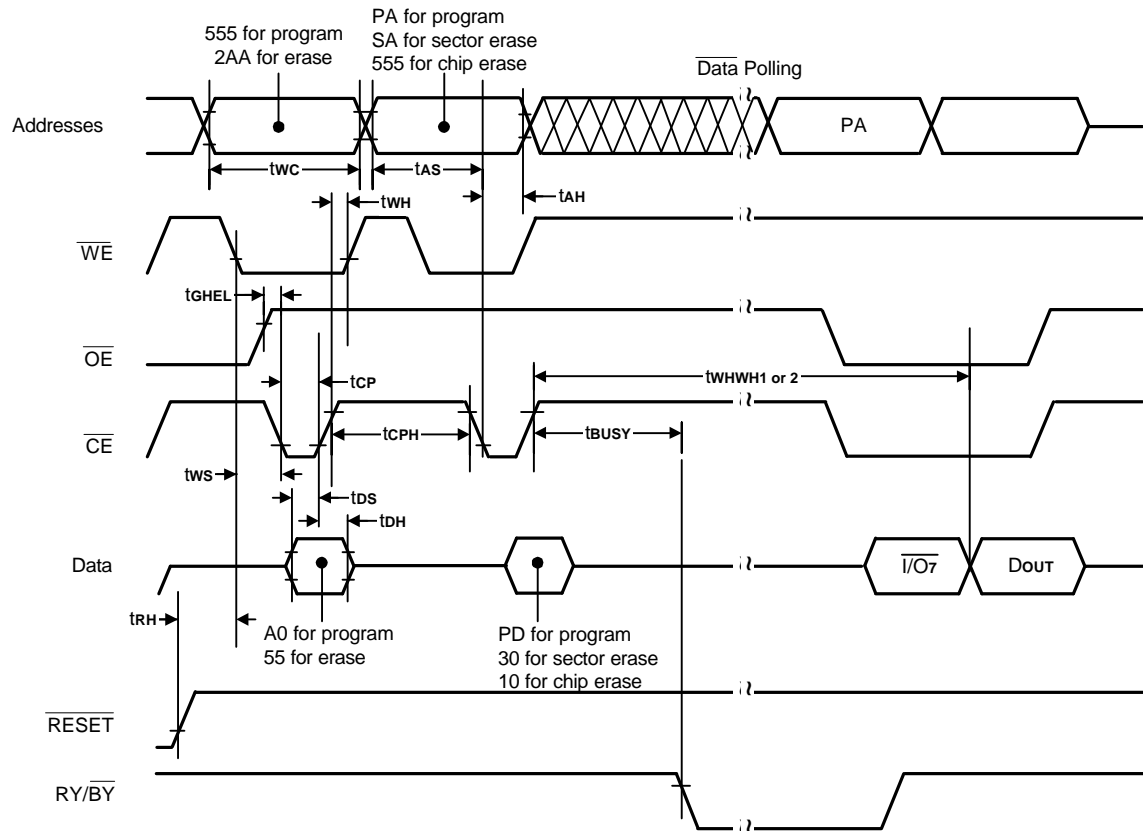 555 for program
2AA for erase
PA for program
SA for sector erase
555 for chip erase
Data Polling
Addresses
PA
tWC
tAS
tAH
tWH
WE
tGHEL
OE
tCP
tWHWH1 or 2
CE
tCPH
tBUSY
tWS
tDS
tDH
Data
I/O7
DOUT
tRH
A0 for program
55 for erase
PD for program
30 for sector erase
10 for chip erase
RESET
RY/BY